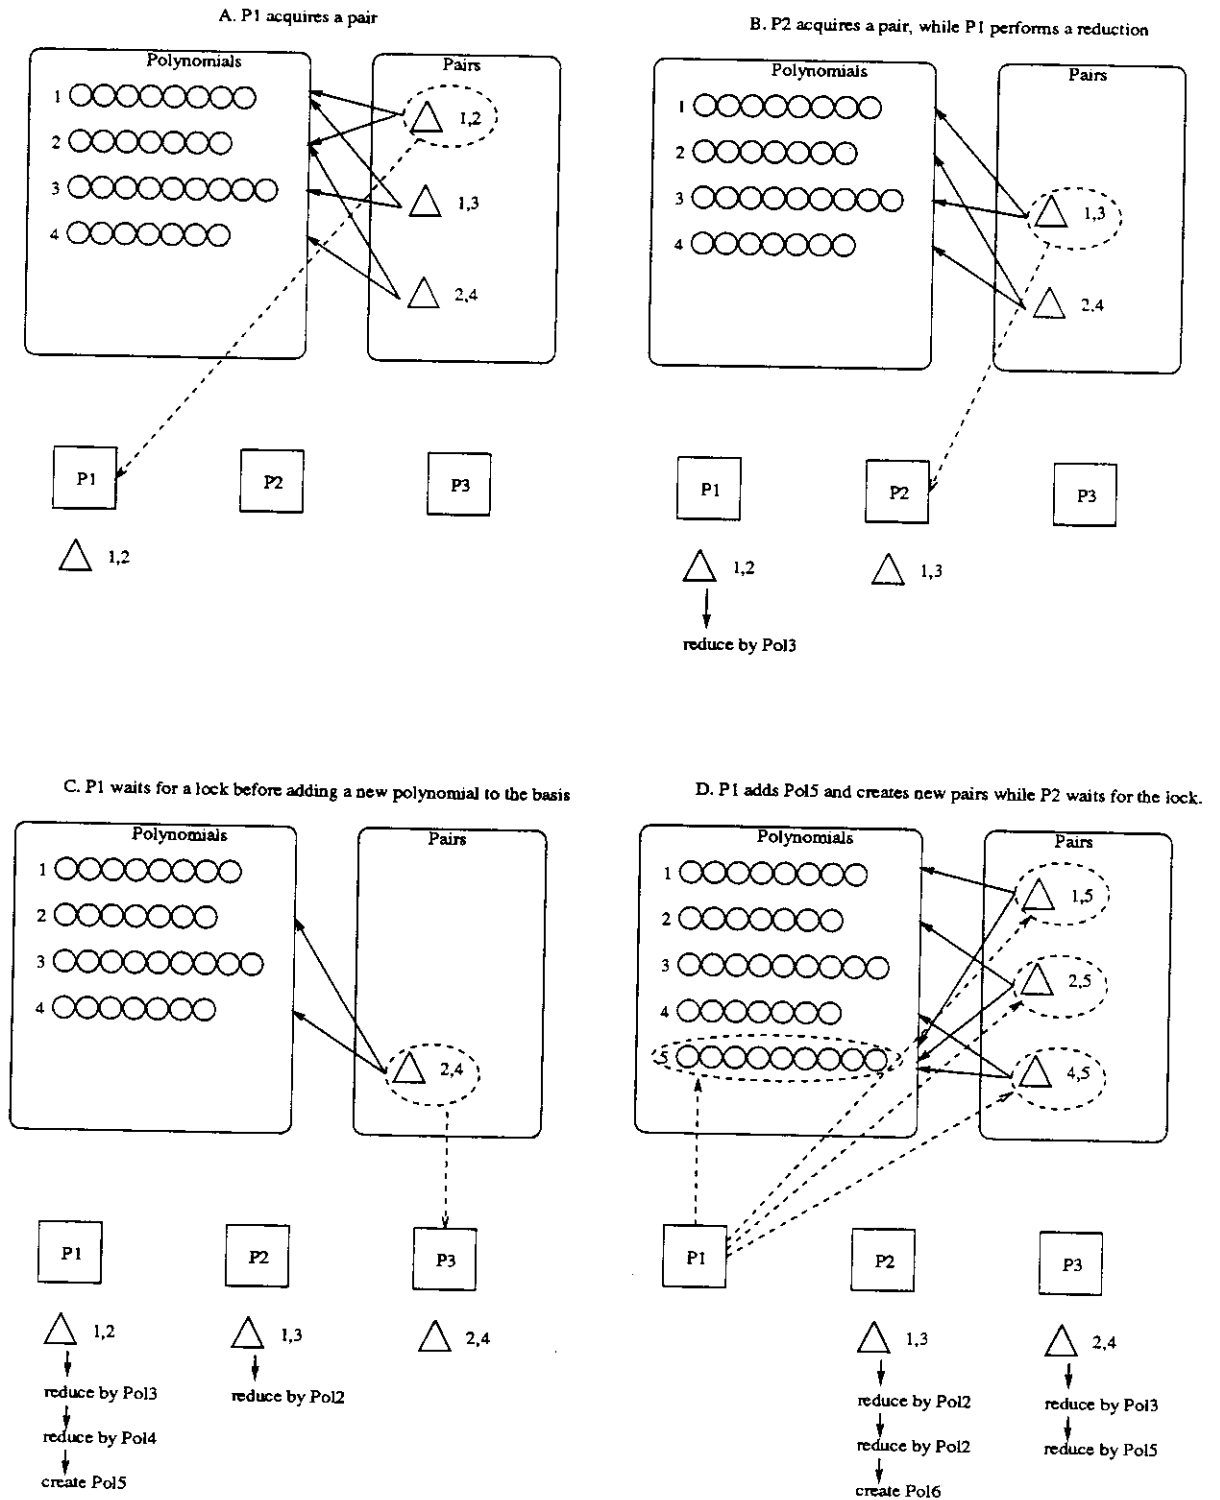 A. P1 acquires a pair
Polynomials
Pairs
1
1,2
2
3
1,3
4
2,4
P1
P2
P3
1,2
B. P2 acquires a pair, while P1 performs a reduction
Polynomials
Pairs
1
2
3
1,3
4
2,4
P1
P2
P3
1,2
1,3
reduce by Pol3
C. P1 waits for a lock before adding a new polynomial to the basis
Polynomials
Pairs
1
2
3
4
2,4
P1
P2
P3
1,2
1,3
2,4
reduce by Pol3
reduce by Pol2
reduce by Pol4
create Pol5
D. P1 adds Pol5 and creates new pairs while P2 waits for the lock.
Polynomials
Pairs
1
1,5
2
3
2,5
4
5
4,5
P1
P2
P3
1,3
2,4
reduce by Pol2
reduce by Pol3
reduce by Pol2
reduce by Pol5
create Pol6